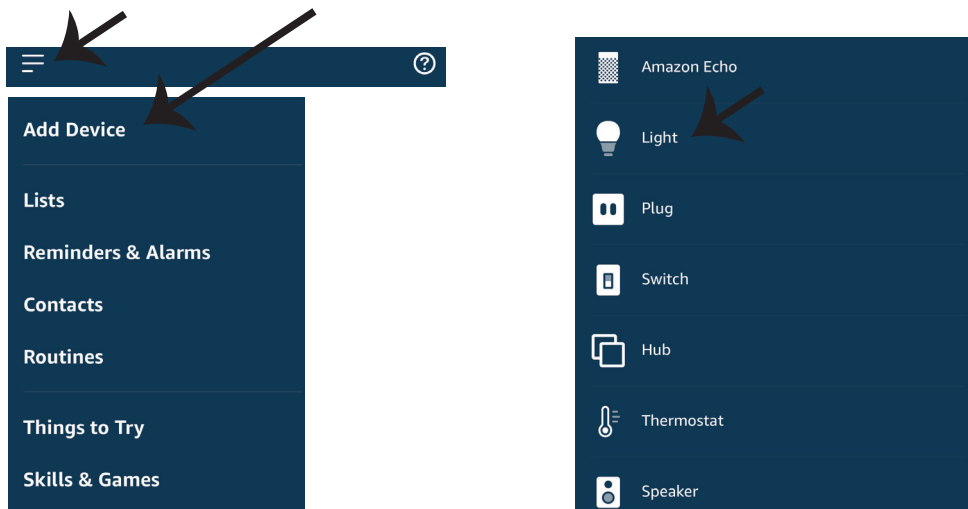 ?
Add Device
Lists
Reminders & Alarms
Contacts
Routines
Things to Try
Skills & Games
Amazon Echo
Light
Plug
Switch
Hub
Thermostat
Speaker